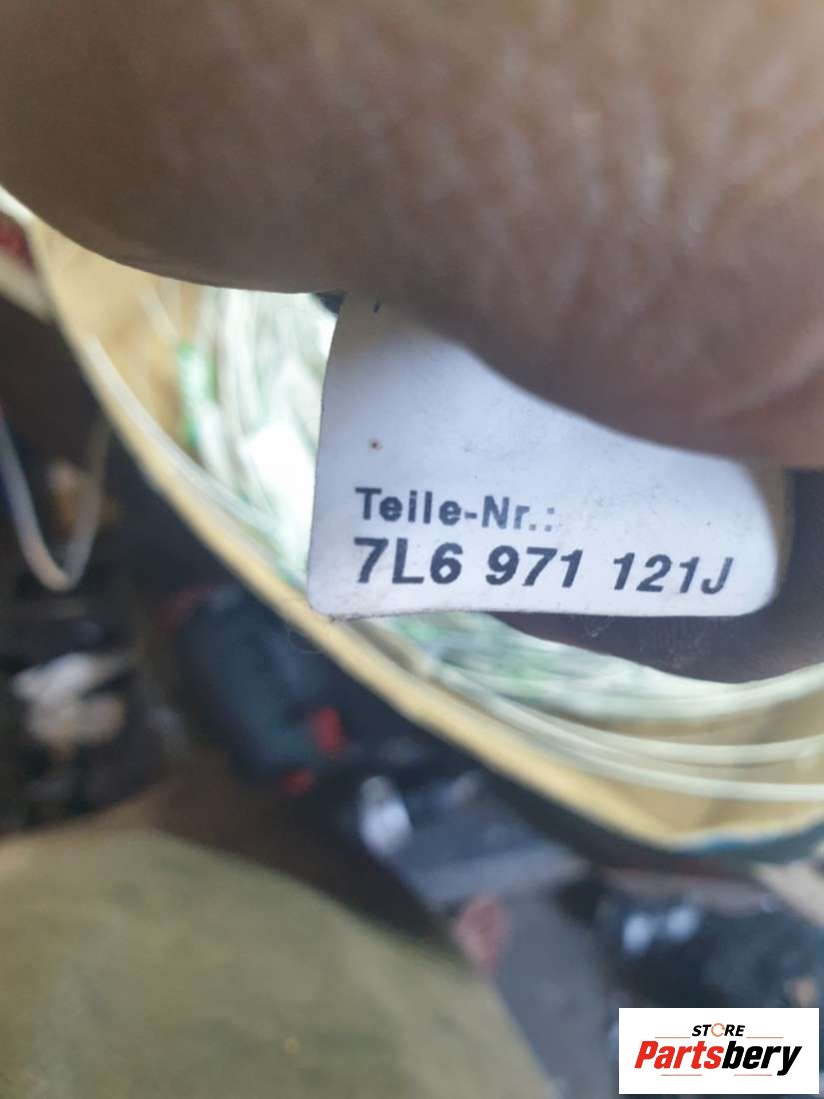 Teile-Nr.:
7L6 971 121J
STORE
Partsbery